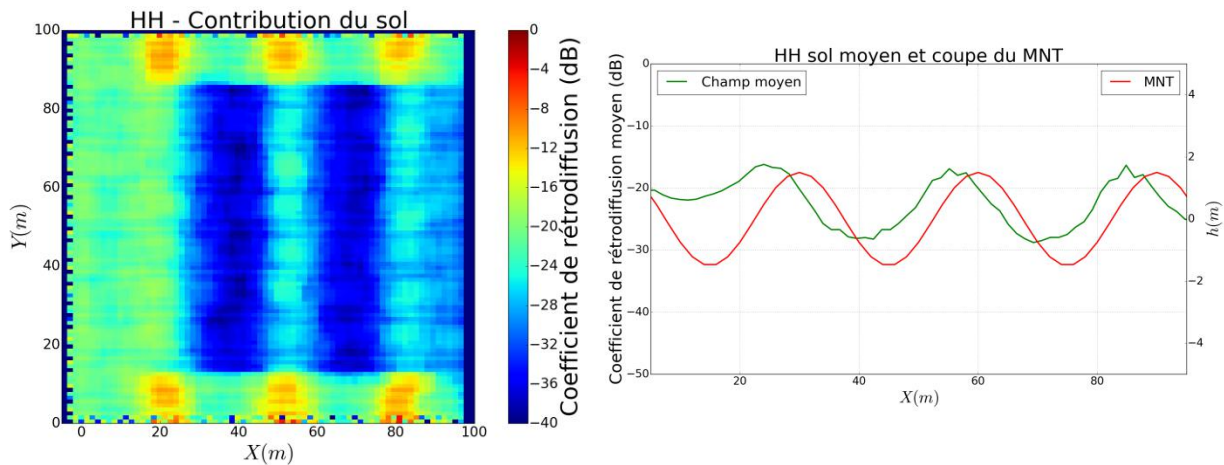 HH - Contribution du sol
100
80
60
40
20
0
Y(m)
0 20 40 60 80 100
X(m)
0
−4
−8
−12
−16
−20
−24
−28
−32
−36
−40
Coefficient de rétrodiffusion (dB)
HH sol moyen et coupe du MNT
Champ moyen
MNT
0
−10
−20
−30
−40
−50
Coefficient de rétrodiffusion moyen (dB)
20 40 60 80
X(m)
4
2
0
−2
−4
h(m)